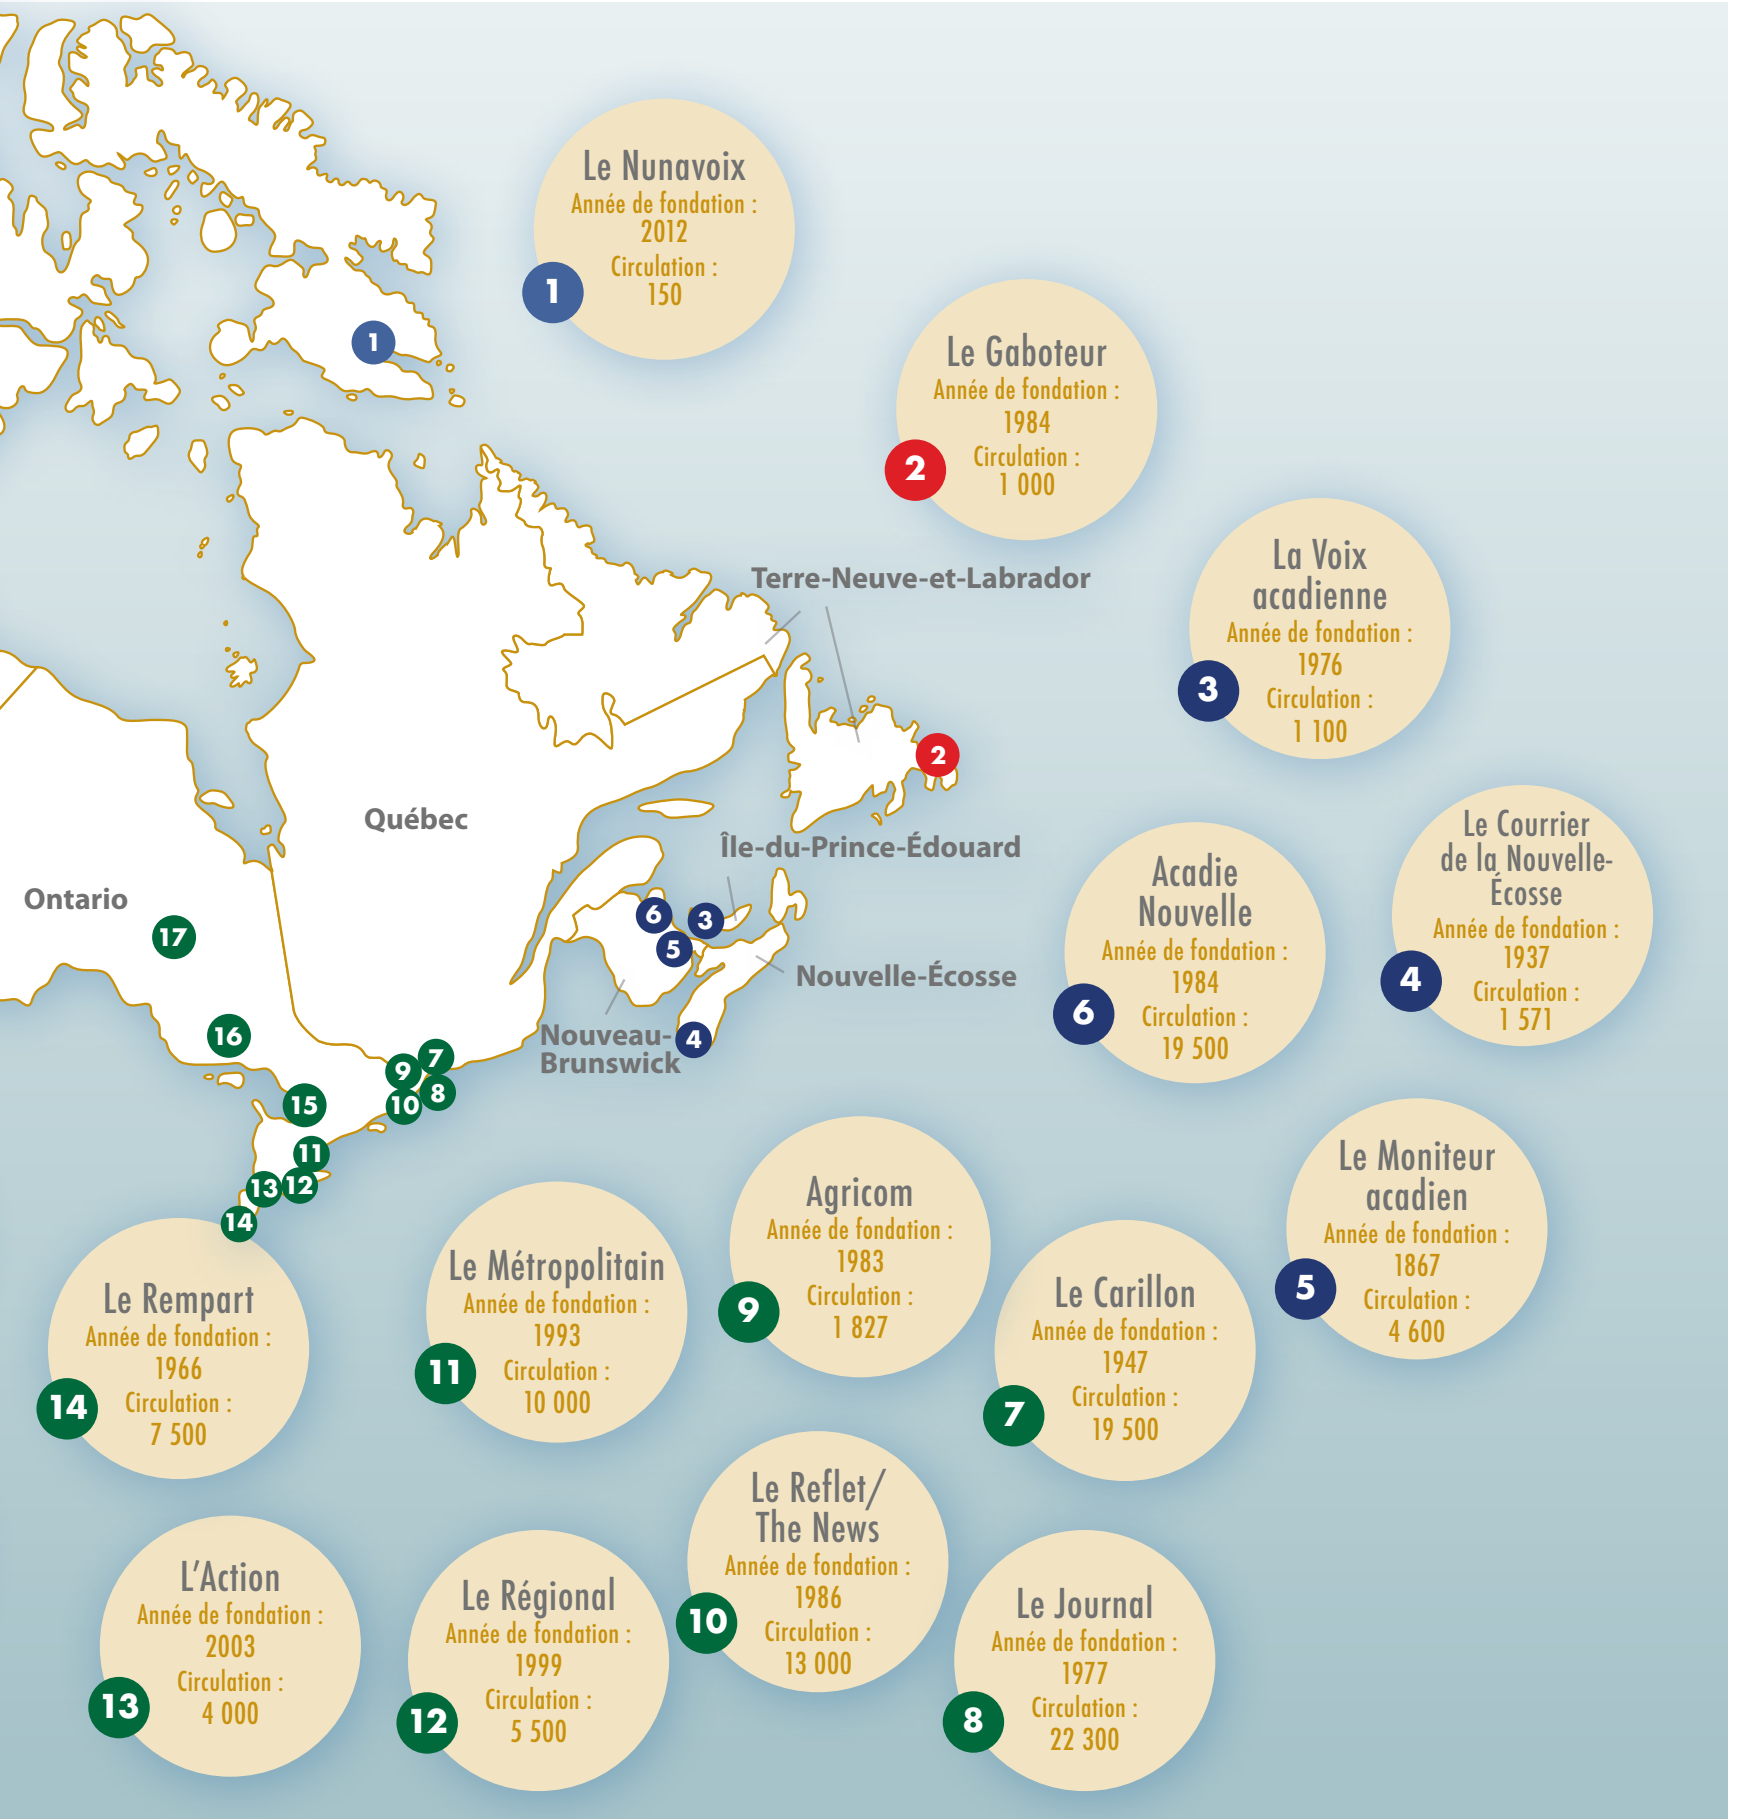 Le Nunavoix
Année de fondation :
2012
Circulation :
150
1
1
Le Gaboteur
Année de fondation :
1984
Circulation :
1 000
2
La Voix
acadienne
Année de fondation :
1976
Circulation :
1 100
3
Terre-Neuve-et-Labrador
2
Québec
Île-du-Prince-Édouard
Ontario
17
6
3
5
Nouvelle-Écosse
Nouveau-
Brunswick
4
16
7
9
8
10
15
11
12
13
14
Acadie
Nouvelle
Année de fondation :
1984
Circulation :
19 500
6
Le Courrier
de la Nouvelle-
Écosse
Année de fondation :
1937
Circulation :
1 571
4
Le Moniteur
acadien
Année de fondation :
1867
Circulation :
4 600
5
Agricom
Année de fondation :
1983
Circulation :
1 827
9
Le Carillon
Année de fondation :
1947
Circulation :
19 500
7
Le Métropolitain
Année de fondation :
1993
Circulation :
10 000
11
Le Rempart
Année de fondation :
1966
Circulation :
7 500
14
L’Action
Année de fondation :
2003
Circulation :
4 000
13
Le Régional
Année de fondation :
1999
Circulation :
5 500
12
Le Reflet/
The News
Année de fondation :
1986
Circulation :
13 000
10
Le Journal
Année de fondation :
1977
Circulation :
22 300
8